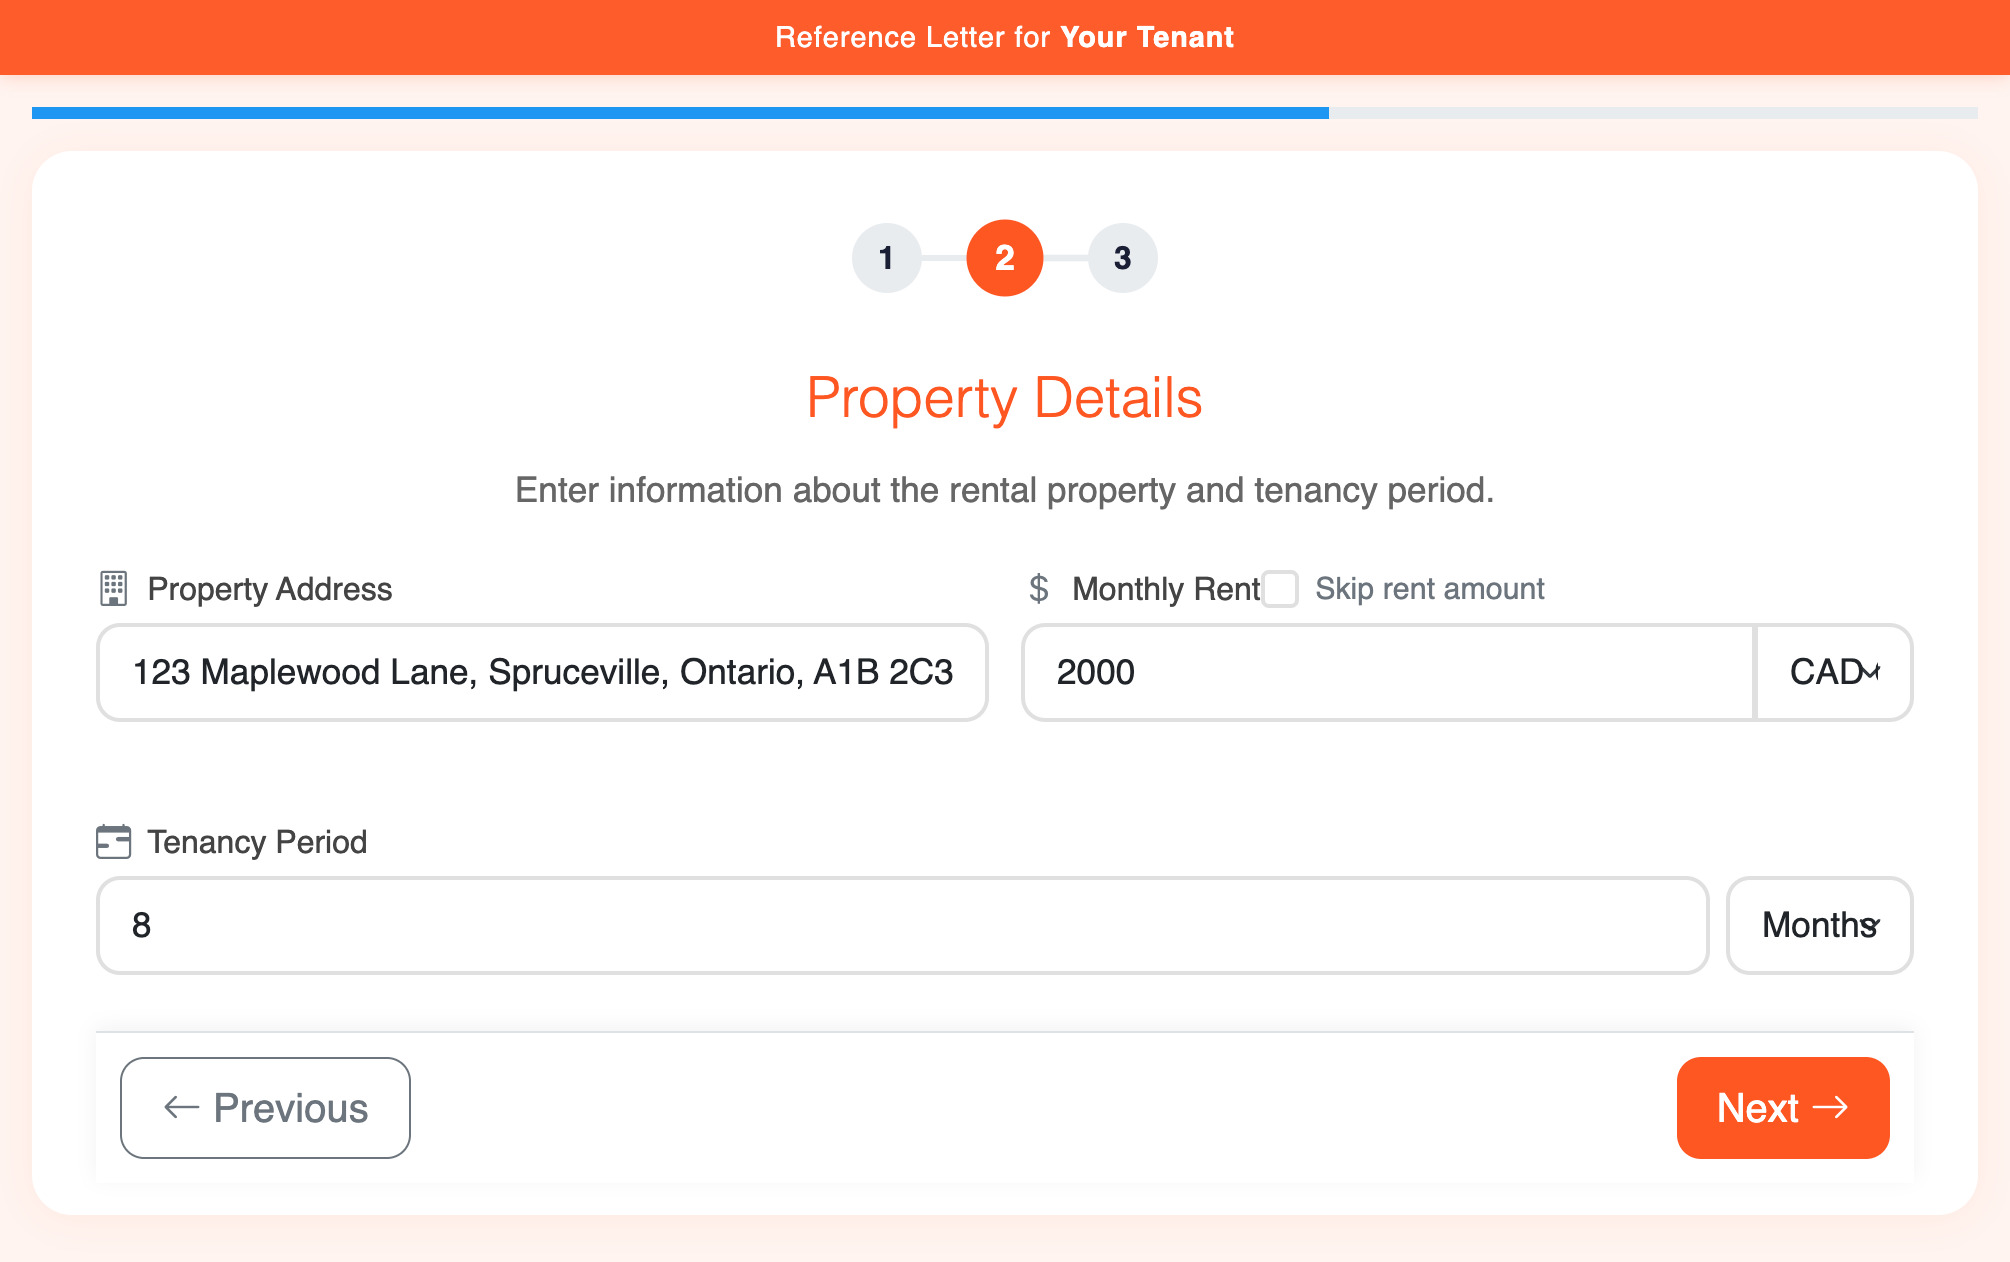 Reference Letter for Your Tenant
1 2 3
Property Details
Enter information about the rental property and tenancy period.
Property Address
$ Monthly Rent Skip rent amount
123 Maplewood Lane, Spruceville, Ontario, A1B 2C3
2000 CAD
Tenancy Period
8 Months
← Previous Next →